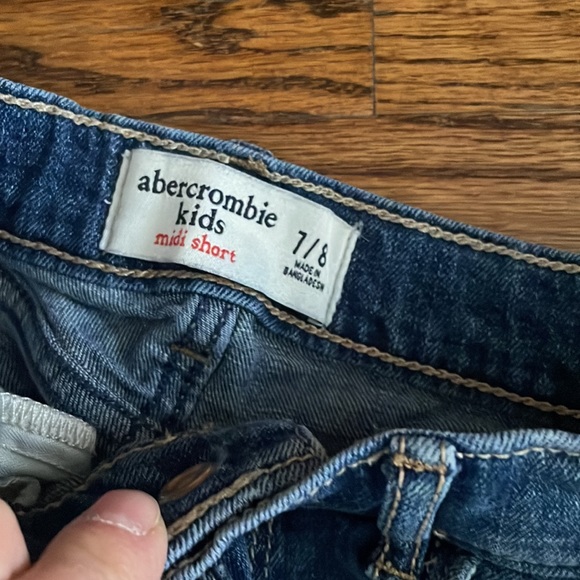 abercrombie
kids
midi short
7/8
MADE IN
BANGLADESH